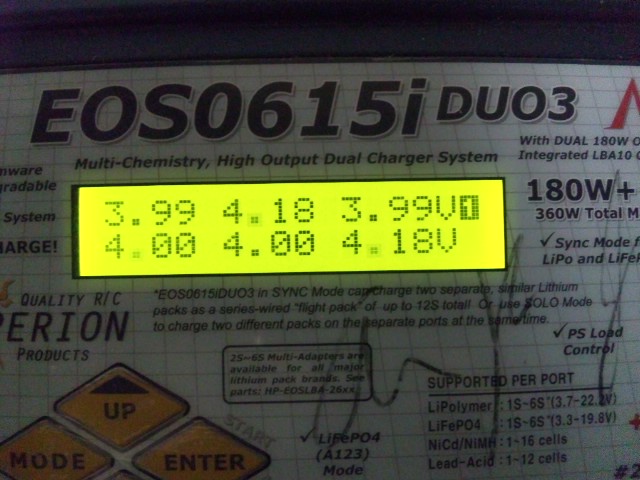 EOS0615i DUO3
Multi-Chemistry, High Output Dual Charger System
With DUAL 180W
Integrated LBA10
System
HARGE!
3.99 4.18 3.99V1
4.00 4.00 4.18V
180W+
360W Total
✓Sync Mode
LiPo and LiFeP
QUALITY R/C
PERION
PRODUCTS
*EOS0615iDUO3 in SYNC Mode cap Charge two separate, similar Lithium
packs as a series-wired "flight pack" of up to 12S total! Or use SOLO Mode
to charge two different packs on the separate ports at the same time.
✓PS Load
Control
2S~6S Multi-Adapters are
available for all major
lithium pack brands. See
parts: HP-EOSLBA-26xx
SUPPORTED PER PORT
LiPolymer : 1S~6S (3.7~22.2V)
LiFePO4 : 1S~6S (3.3~19.8V)
NiCd/NiMH : 1~16 cells
Lead-Acid : 1~12 cells
UP
MODE
ENTER
START
✓LiFePO4
(A123)
Mode
#2